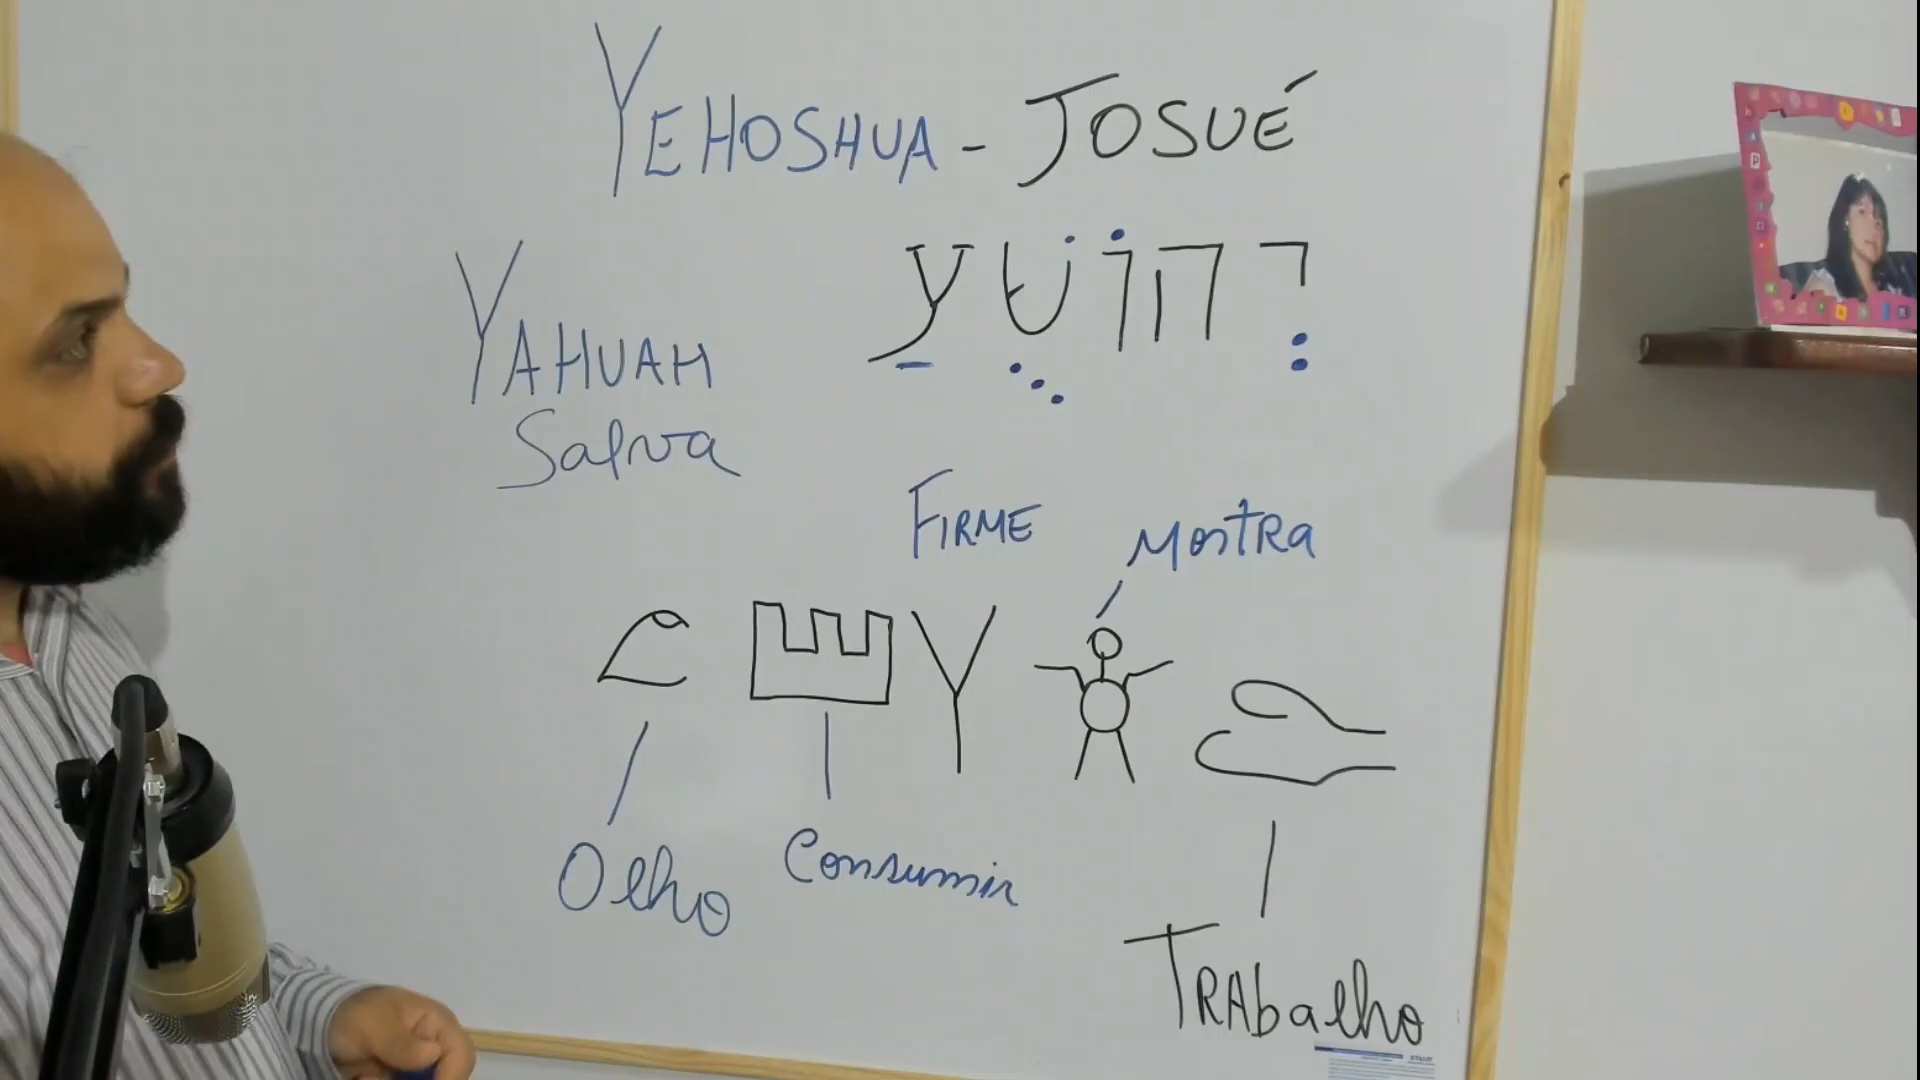 YEHOSHUA - JOSUÉ
יְהוֹשֻׁעַ
YAHUAH
Salva
FIRME
MOSTRA
Olho
Consumir
TRAbalho